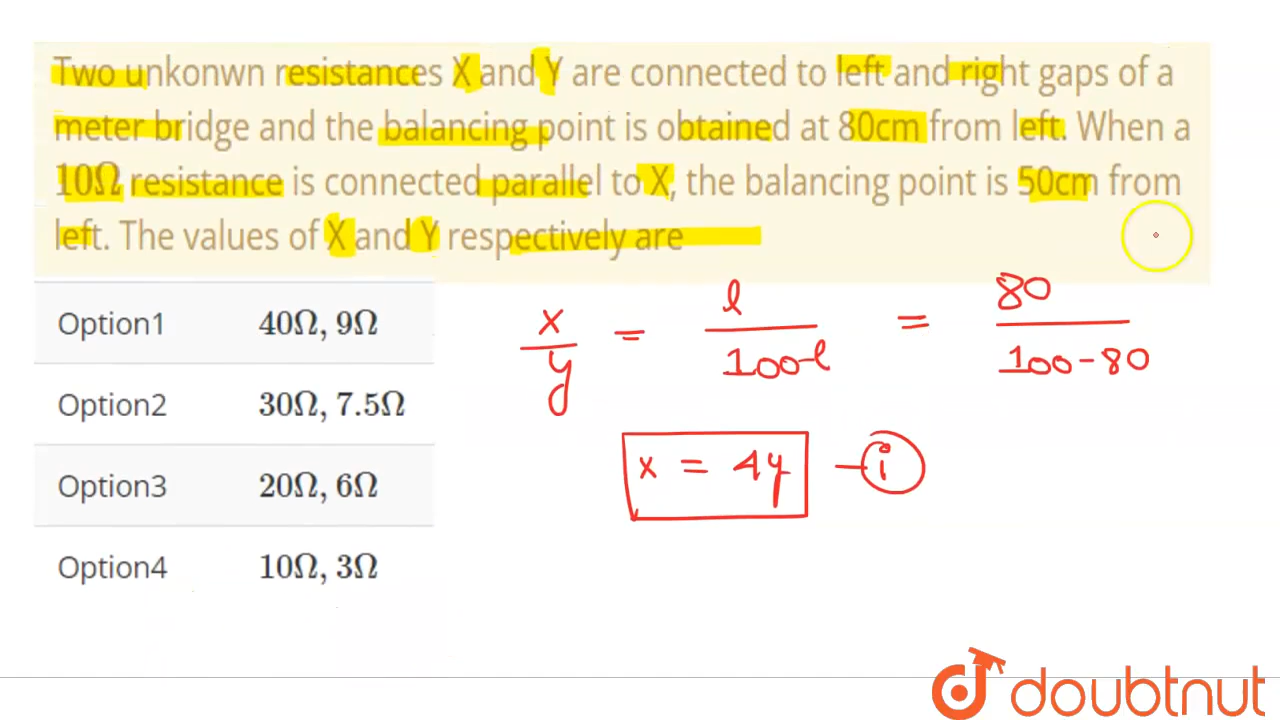 Two unkonwn resistances X and Y are connected to left and right gaps of a
meter bridge and the balancing point is obtained at 80cm from left. When a
10Ω resistance is connected parallel to X, the balancing point is 50cm from
left. The values of X and Y respectively are
Option1 40Ω, 9Ω
Option2 30Ω, 7.5Ω
Option3 20Ω, 6Ω
Option4 10Ω, 3Ω
x/y = l/100-l = 80/100-80
x = 4y - i
doubtnut